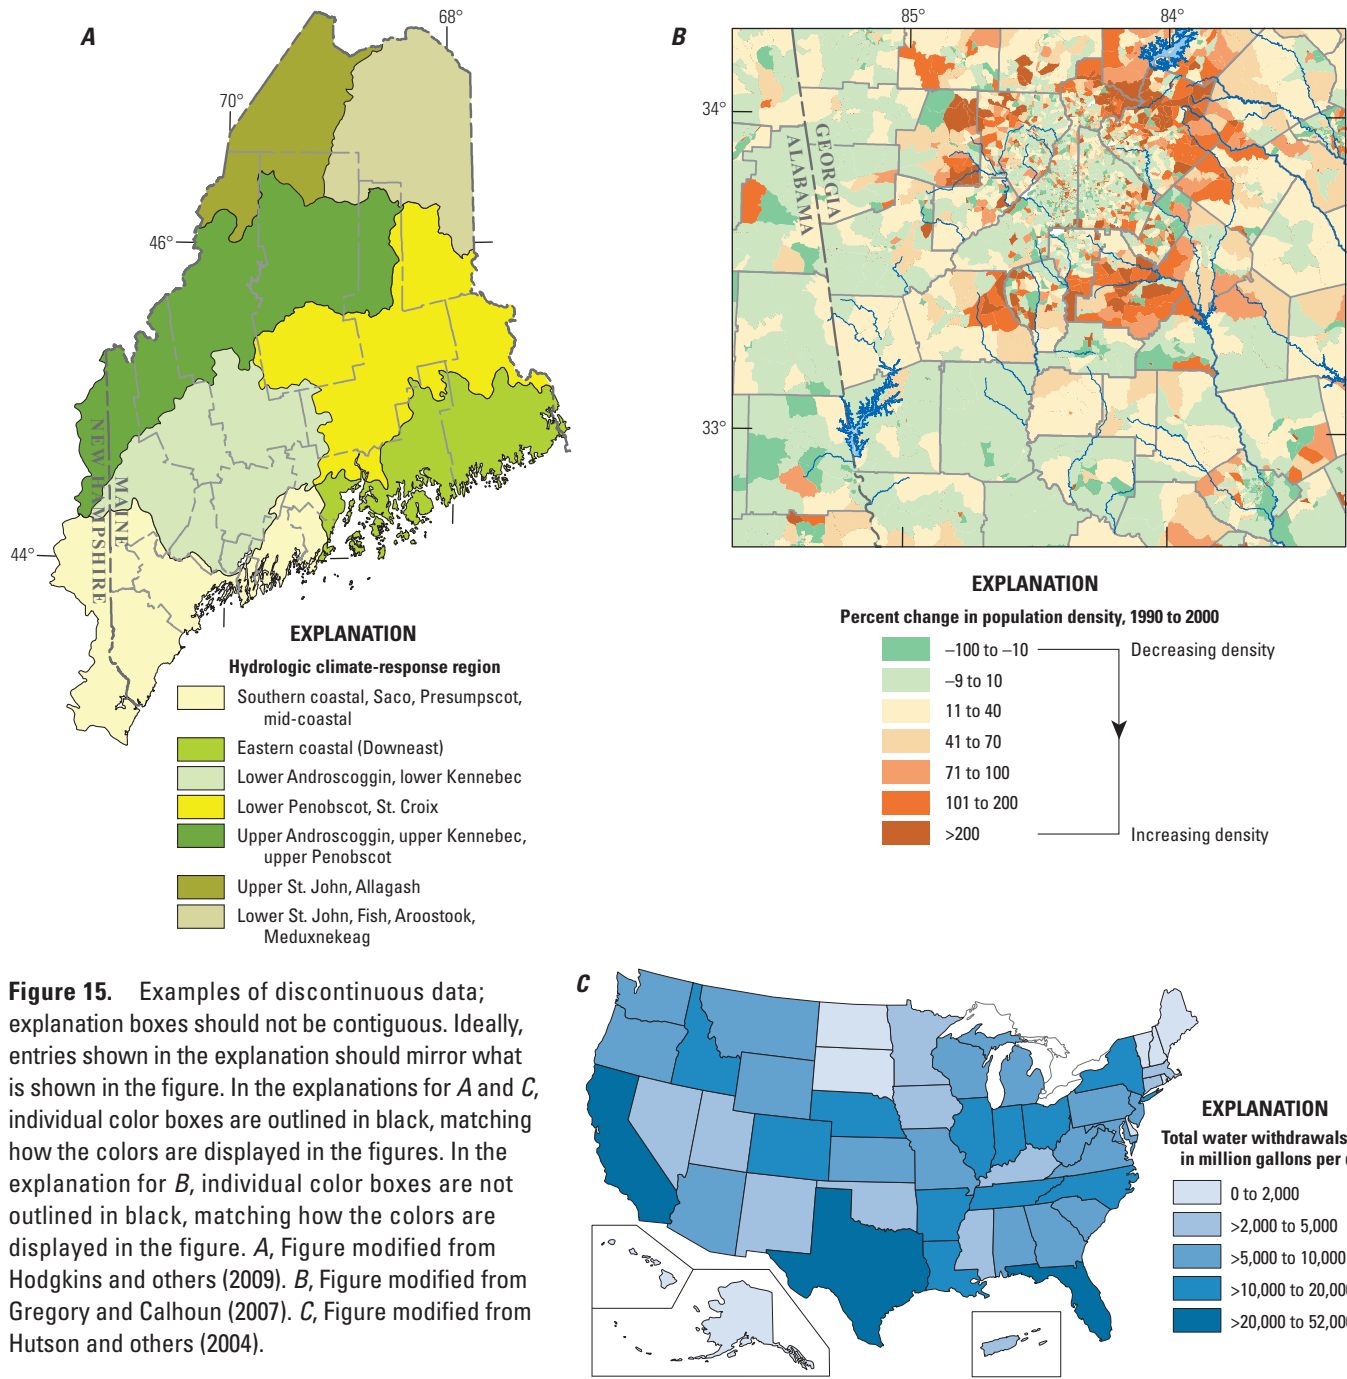 A
68°
70°
46°
44°
NEW HAMPSHIRE
MAINE
EXPLANATION
Hydrologic climate-response region
Southern coastal, Saco, Presumpscot,
mid-coastal
Eastern coastal (Downeast)
Lower Androscoggin, lower Kennebec
Lower Penobscot, St. Croix
Upper Androscoggin, upper Kennebec,
upper Penobscot
Upper St. John, Allagash
Lower St. John, Fish, Aroostook,
Meduxnekeag
B
85°
84°
34°
33°
GEORGIA
ALABAMA
EXPLANATION
Percent change in population density, 1990 to 2000
–100 to –10
Decreasing density
–9 to 10
11 to 40
41 to 70
71 to 100
101 to 200
>200
Increasing density
Figure 15. Examples of discontinuous data;
explanation boxes should not be contiguous. Ideally,
entries shown in the explanation should mirror what
is shown in the figure. In the explanations for A and C,
individual color boxes are outlined in black, matching
how the colors are displayed in the figures. In the
explanation for B, individual color boxes are not
outlined in black, matching how the colors are
displayed in the figure. A, Figure modified from
Hodgkins and others (2009). B, Figure modified from
Gregory and Calhoun (2007). C, Figure modified from
Hutson and others (2004).
C
EXPLANATION
Total water withdrawals
in million gallons per
0 to 2,000
>2,000 to 5,000
>5,000 to 10,000
>10,000 to 20,000
>20,000 to 52,000